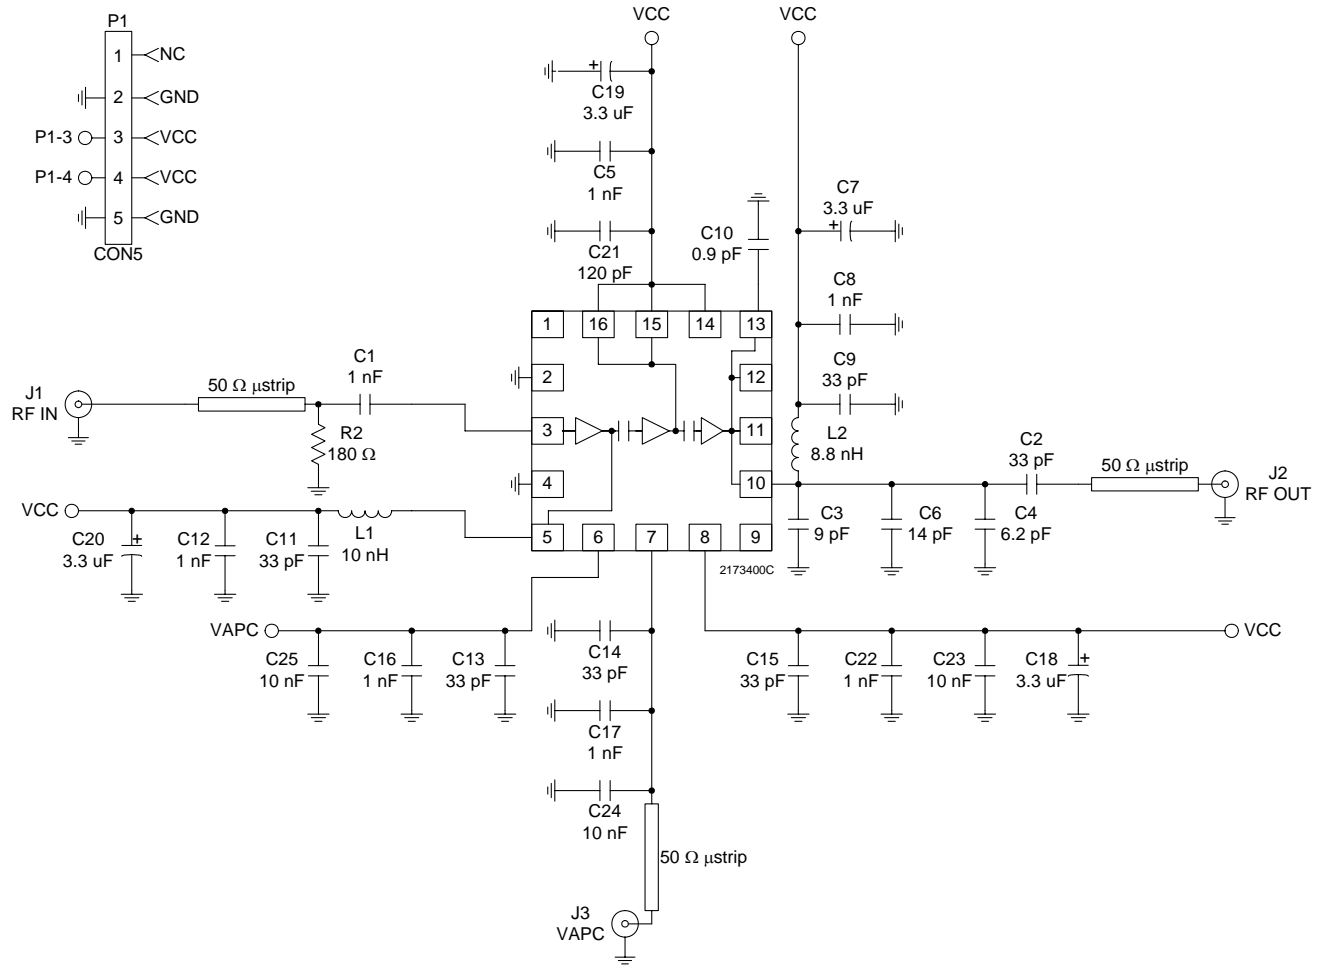 P1
1
NC
2
GND
P1-3
3
VCC
P1-4
4
VCC
5
GND
CON5
VCC
VCC
+
C19
3.3 uF
C5
1 nF
C21
120 pF
C10
0.9 pF
C7
3.3 uF
+
C8
1 nF
C9
33 pF
L2
8.8 nH
1
16
15
14
13
2
12
3
11
4
10
5
6
7
8
9
2173400C
J1
RF IN
50 Ω µstrip
C1
1 nF
R2
180 Ω
VCC
C20
3.3 uF
+
C12
1 nF
C11
33 pF
L1
10 nH
C3
9 pF
C6
14 pF
C4
6.2 pF
C2
33 pF
50 Ω µstrip
J2
RF OUT
VAPC
C25
10 nF
C16
1 nF
C13
33 pF
C14
33 pF
C17
1 nF
C24
10 nF
50 Ω µstrip
J3
VAPC
C15
33 pF
C22
1 nF
C23
10 nF
C18
3.3 uF
+
VCC